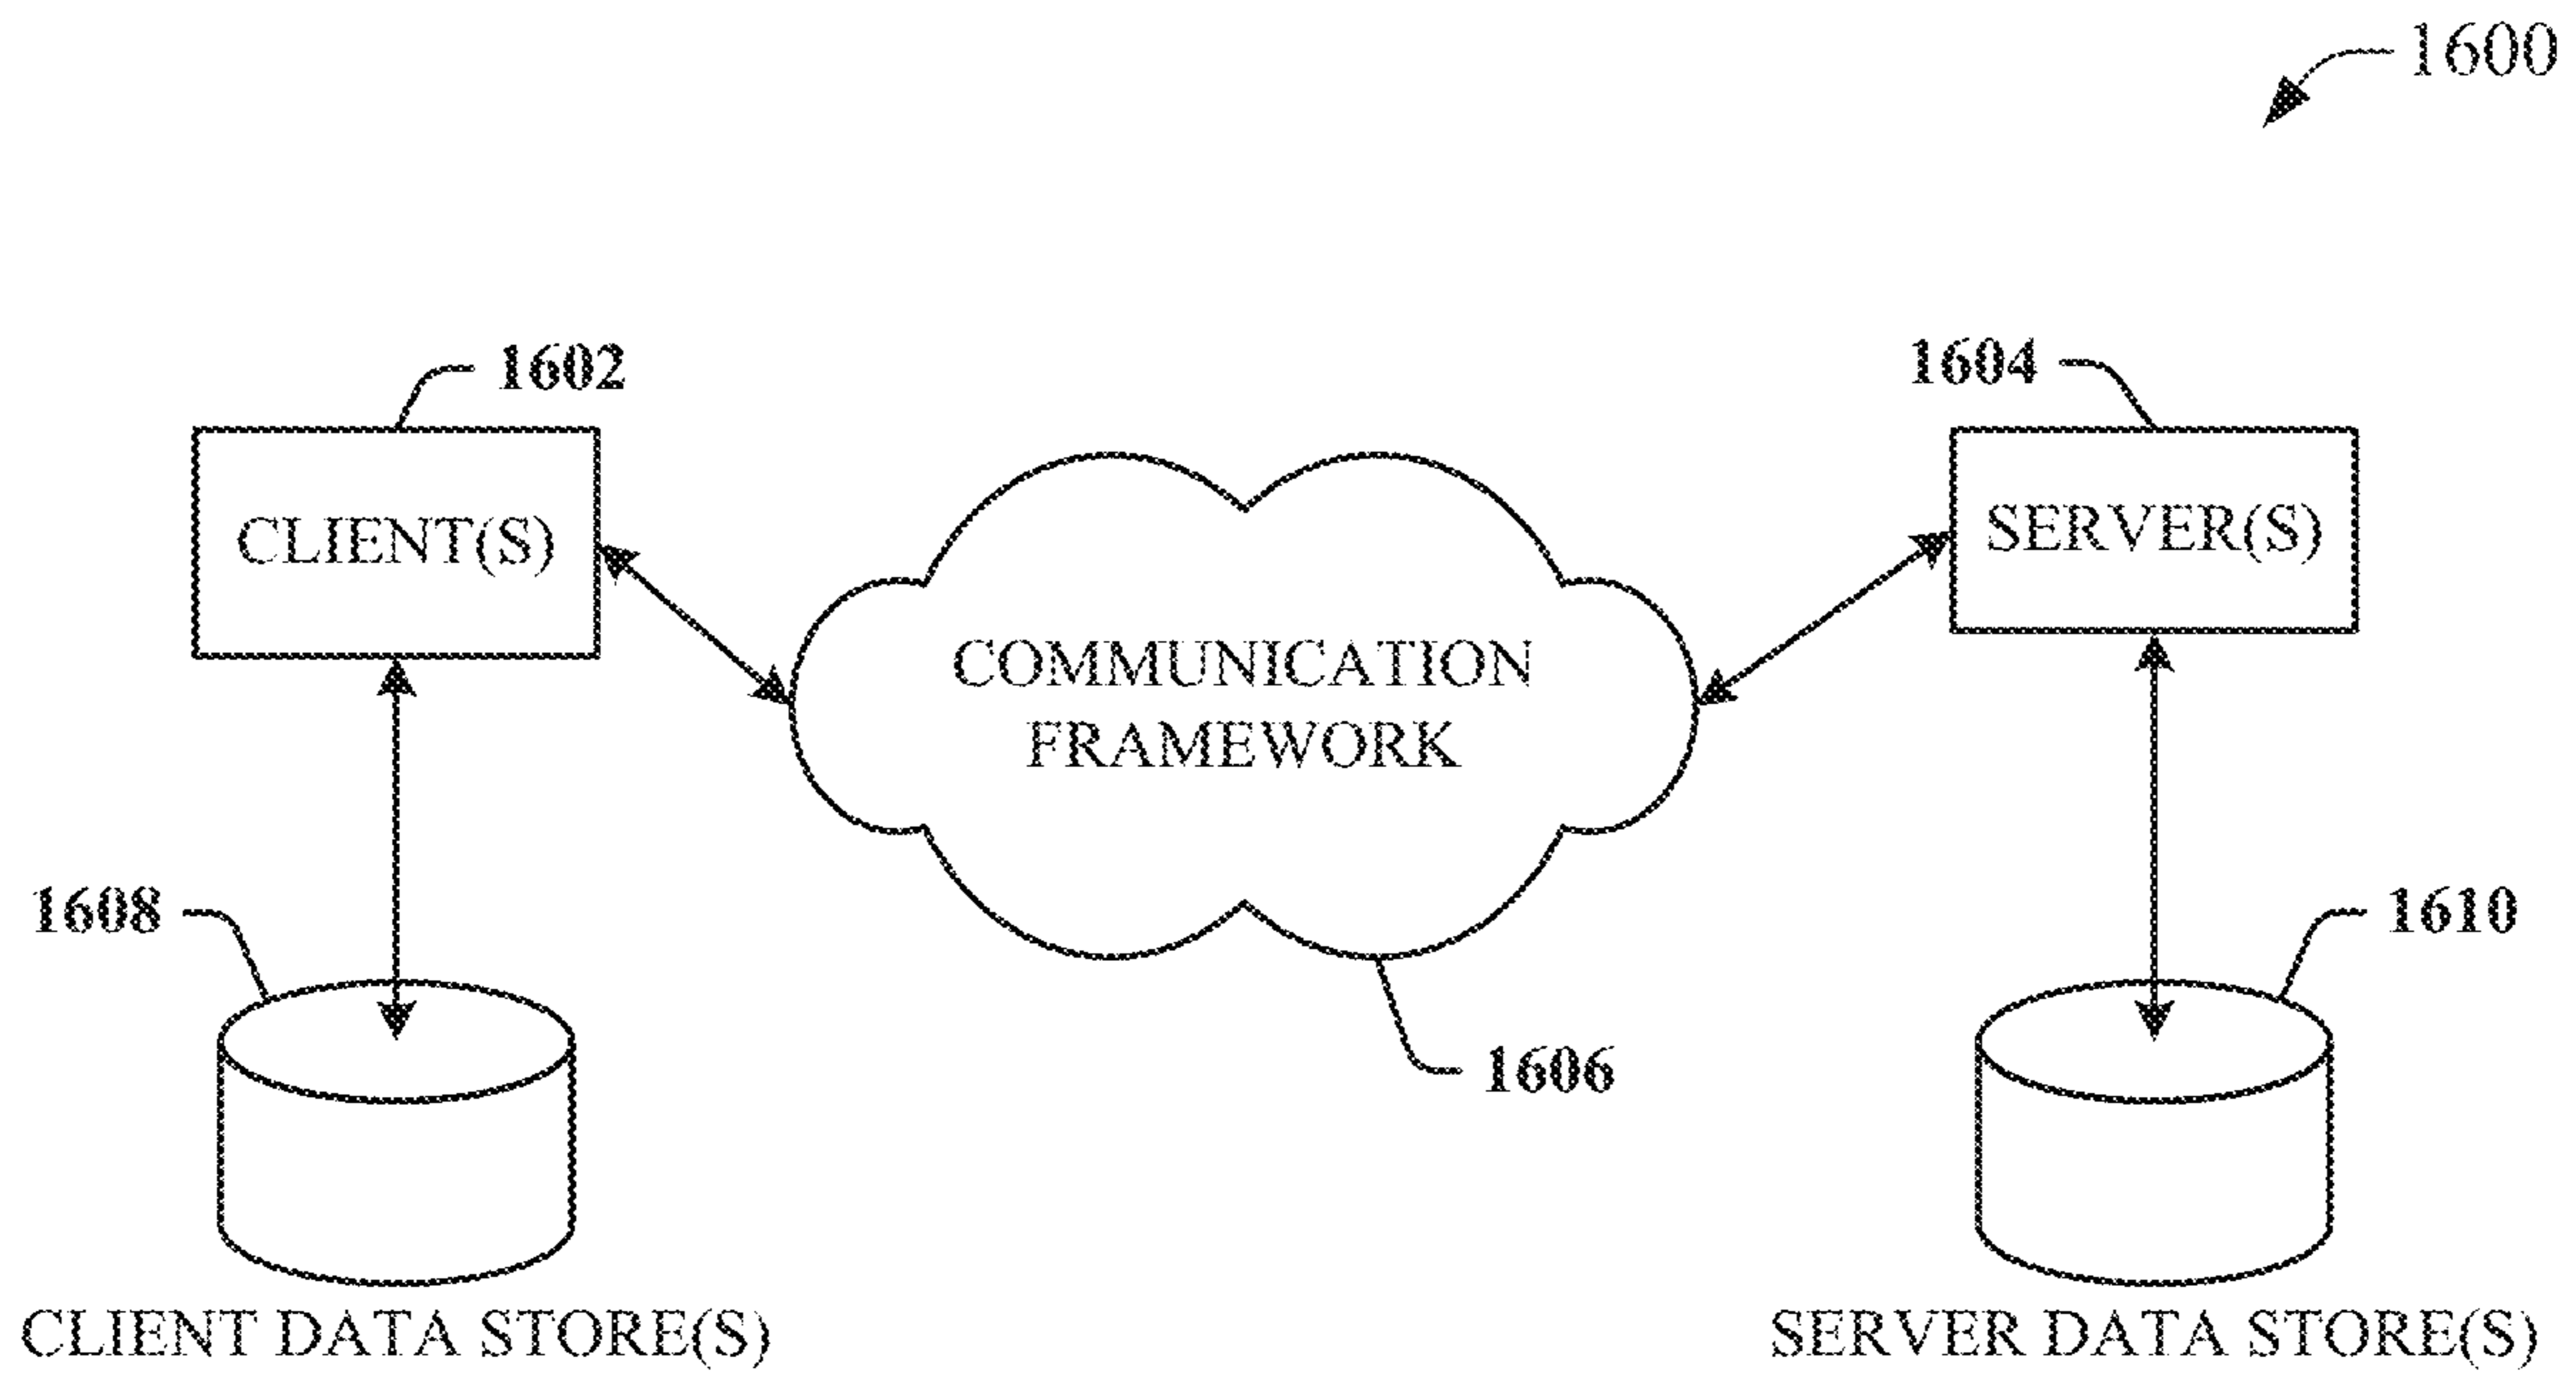 1600
1602
1604
CLIENT(S)
SERVER(S)
COMMUNICATION
FRAMEWORK
1608
1610
1606
CLIENT DATA STORE(S)
SERVER DATA STORE(S)